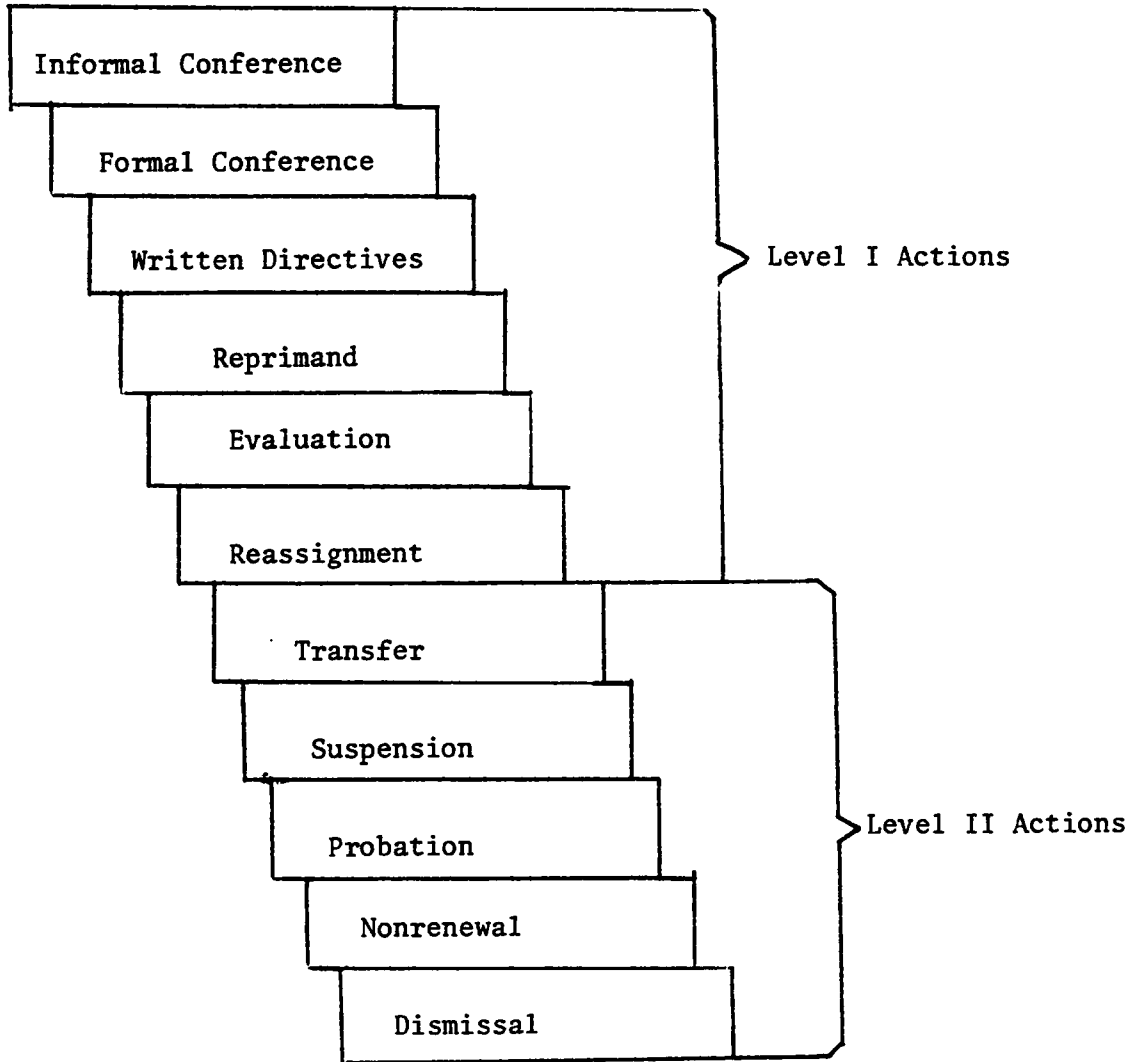 Informal Conference
Formal Conference
Written Directives
Level I Actions
Reprimand
Evaluation
Reassignment
Transfer
Suspension
Level II Actions
Probation
Nonrenewal
Dismissal